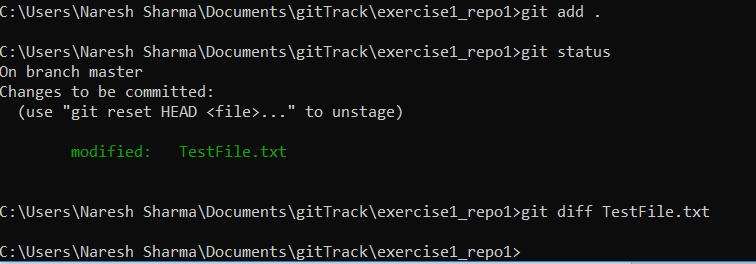 C:\Users\Naresh Sharma\Documents\gitTrack\exercise1_repo1>git add .
C:\Users\Naresh Sharma\Documents\gitTrack\exercise1_repo1>git status
On branch master
Changes to be committed:
  (use "git reset HEAD <file>..." to unstage)
        modified:   TestFile.txt
C:\Users\Naresh Sharma\Documents\gitTrack\exercise1_repo1>git diff TestFile.txt
C:\Users\Naresh Sharma\Documents\gitTrack\exercise1_repo1>